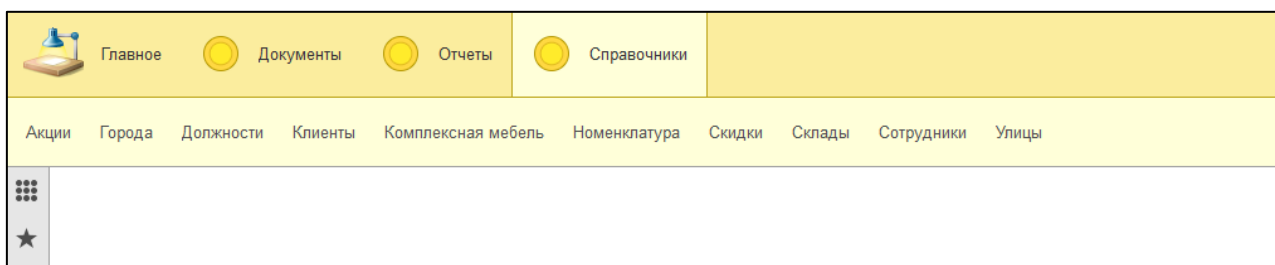 Главное Документы Отчеты Справочники
Акции Города Должности Клиенты Комплексная мебель Номенклатура Скидки Склады Сотрудники Улицы